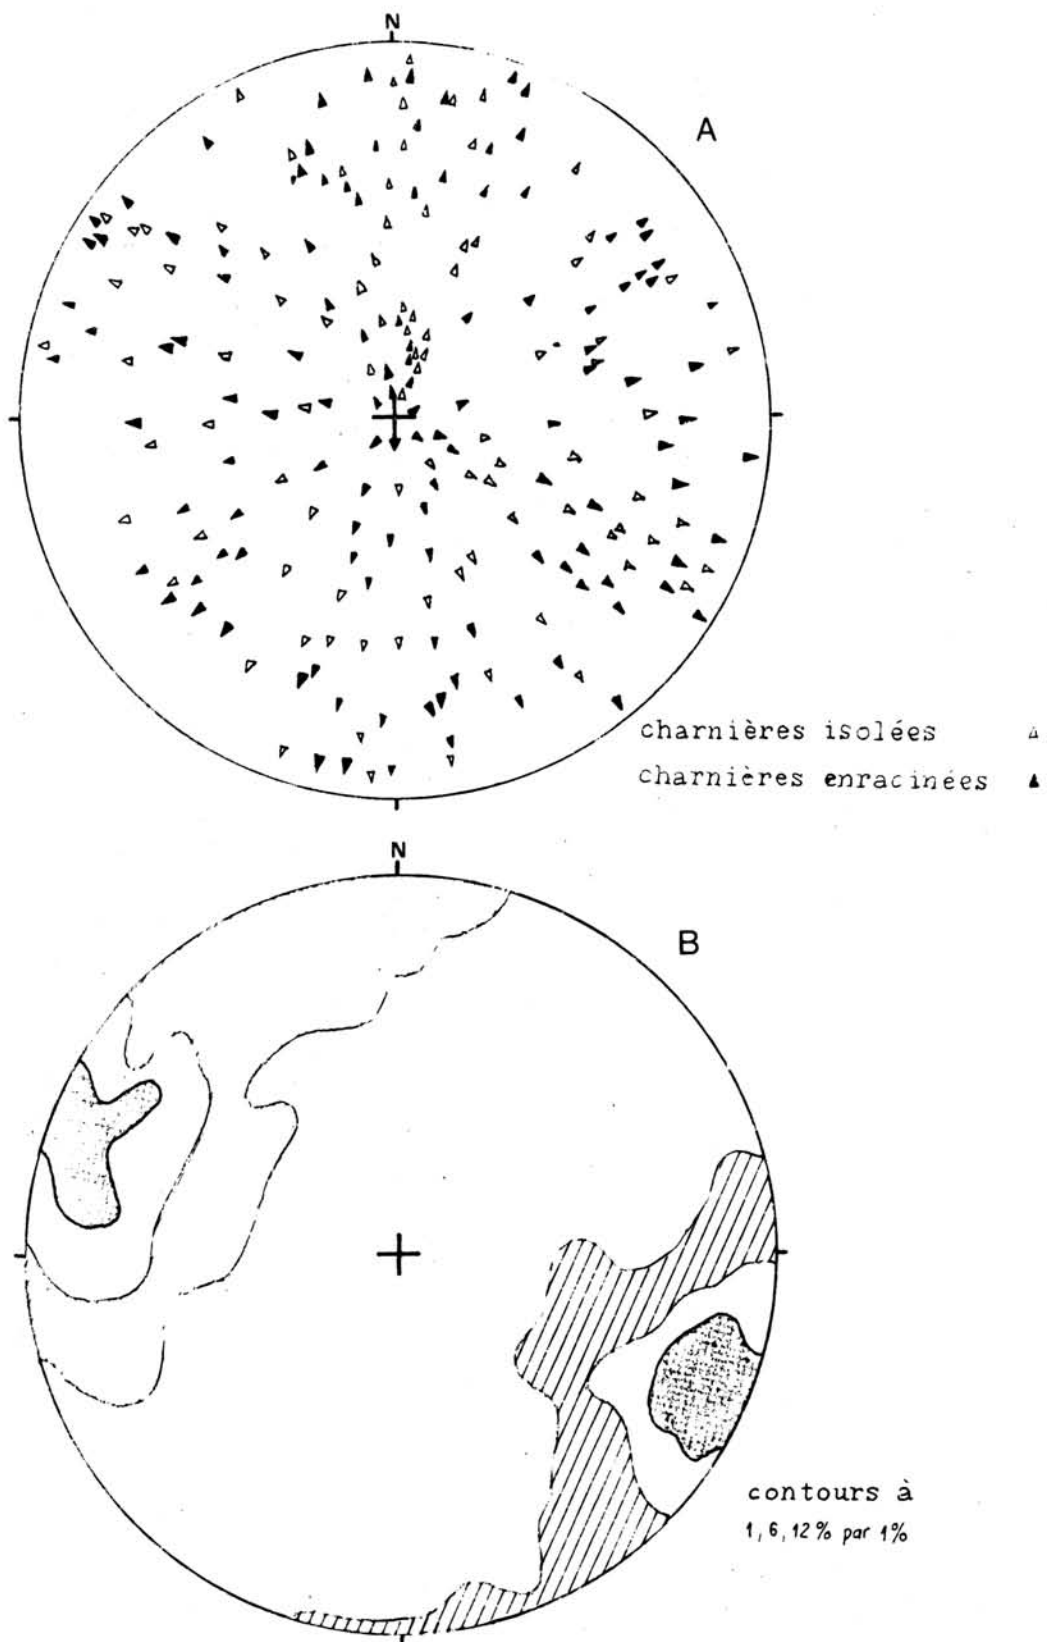 N
A
charnières isolées
charnières enracinées
N
B
contours à
1, 6, 12% par 1%